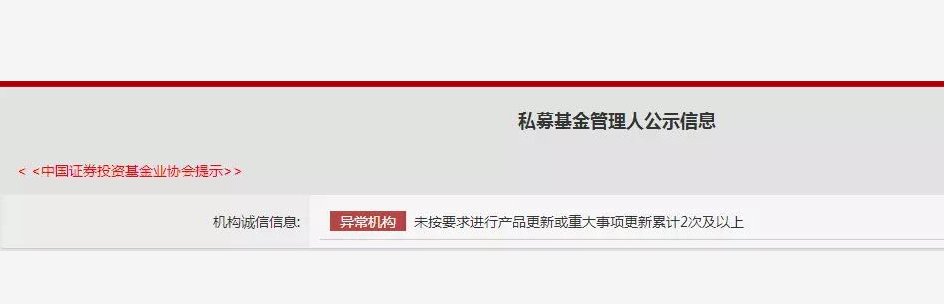 私募基金管理人公示信息
< <中国证券投资基金业协会提示>>
机构诚信信息: 异常机构 未按要求进行产品更新或重大事项更新累计2次及以上